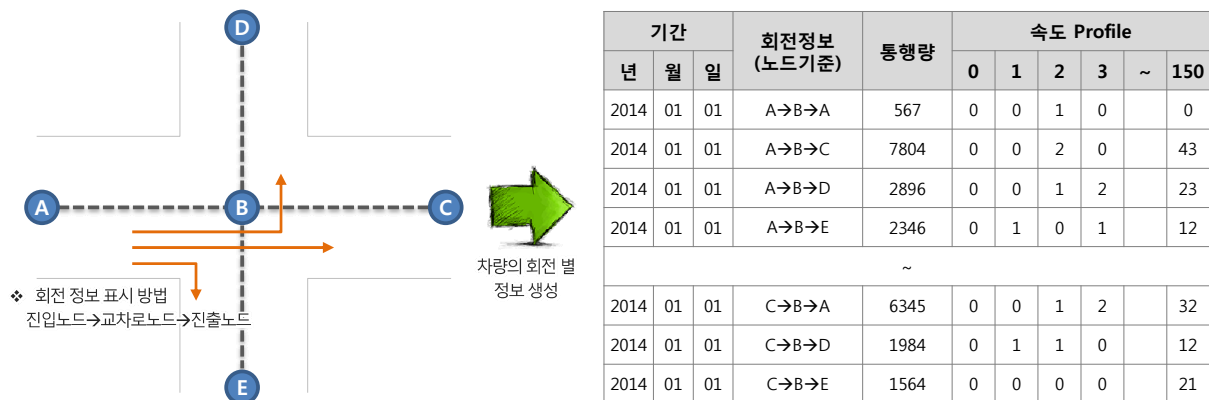 D
A
B
C
E
❖ 회전 정보 표시 방법
진입노드→교차로노드→진출노드
차량의 회전 별
정보 생성
기간 회전정보 (노드기준) 통행량 속도 Profile
년 월 일 0 1 2 3 ~ 150
2014 01 01 A→B→A 567 0 0 1 0 0
2014 01 01 A→B→C 7804 0 0 2 0 43
2014 01 01 A→B→D 2896 0 0 1 2 23
2014 01 01 A→B→E 2346 0 1 0 1 12
~
2014 01 01 C→B→A 6345 0 0 1 2 32
2014 01 01 C→B→D 1984 0 1 1 0 12
2014 01 01 C→B→E 1564 0 0 0 0 21